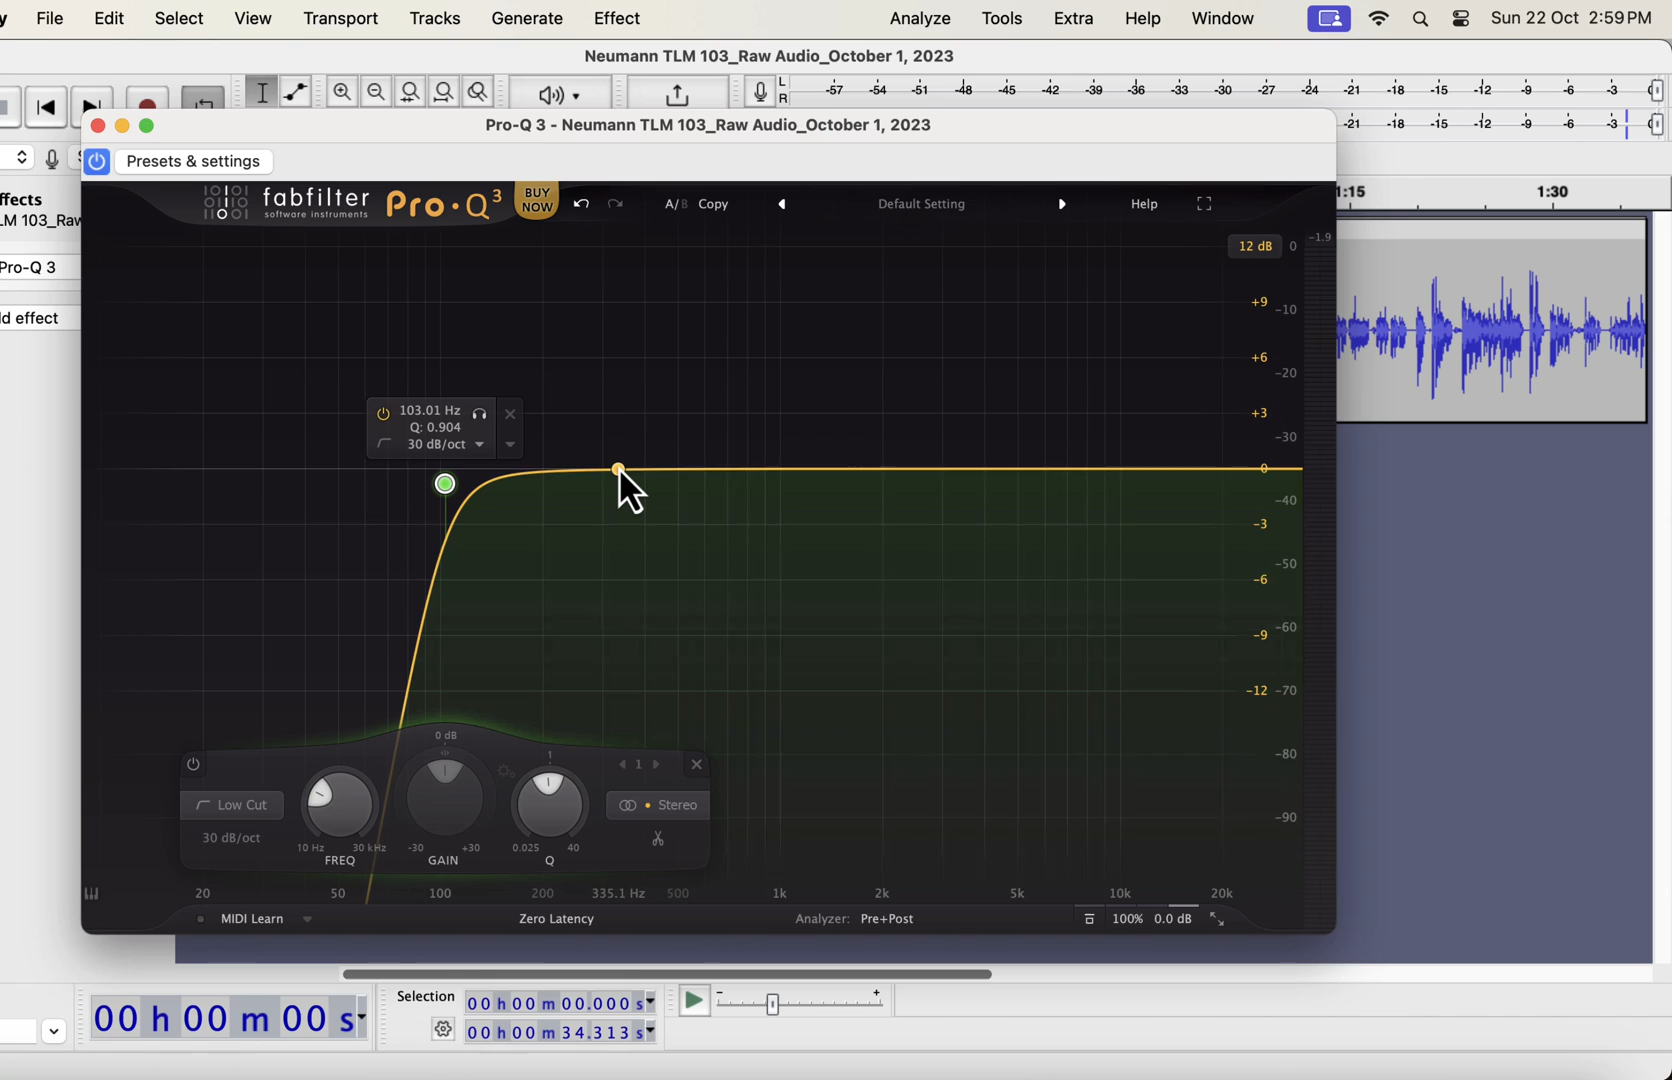 y File Edit Select View Transport Tracks Generate Effect Analyze Tools Extra Help Window Sun 22 Oct 2:59 PM
Neumann TLM 103_Raw Audio_October 1, 2023
L -57 -54 -51 -48 -45 -42 -39 -36 -33 -30 -27 -24 -21 -18 -15 -12 -9 -6 -3
R
Pro-Q 3 - Neumann TLM 103_Raw Audio_October 1, 2023
-21 -18 -15 -12 -9 -6 -3
Presets & settings
1:15 1:30
ffects
LM 103_Raw
fabfilter
software instruments
Pro·Q 3
BUY NOW
A/B Copy Default Setting Help
12 dB 0 -1.9
Pro-Q 3
+9 -10
d effect
+6 -20
+3 -30
103.01 Hz
Q: 0.904
30 dB/oct
0 -40
-3 -50
-6 -60
-9
-12 -70
-80
-90
0 dB
1
1
Low Cut
Stereo
30 dB/oct
10 Hz 30 kHz -30 +30 0.025 40
FREQ GAIN Q
20 50 100 200 335.1 Hz 500 1k 2k 5k 10k 20k
MIDI Learn Zero Latency Analyzer: Pre+Post 100% 0.0 dB
Selection
00 h 00 m 00.000 s
00 h 00 m 00 s
00 h 00 m 34.313 s
- +